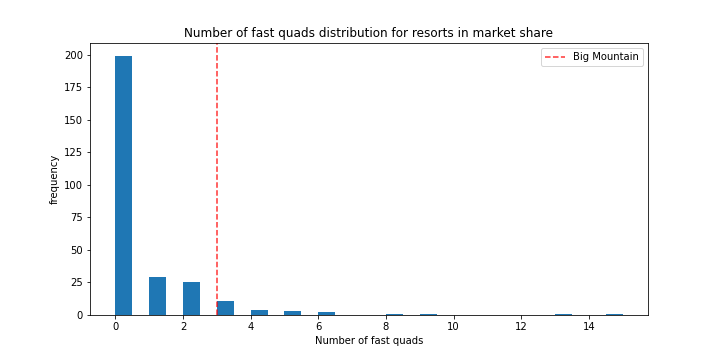 Number of fast quads distribution for resorts in market share
Big Mountain
200
175
150
125
100
75
50
25
0
frequency
0 2 4 6 8 10 12 14
Number of fast quads